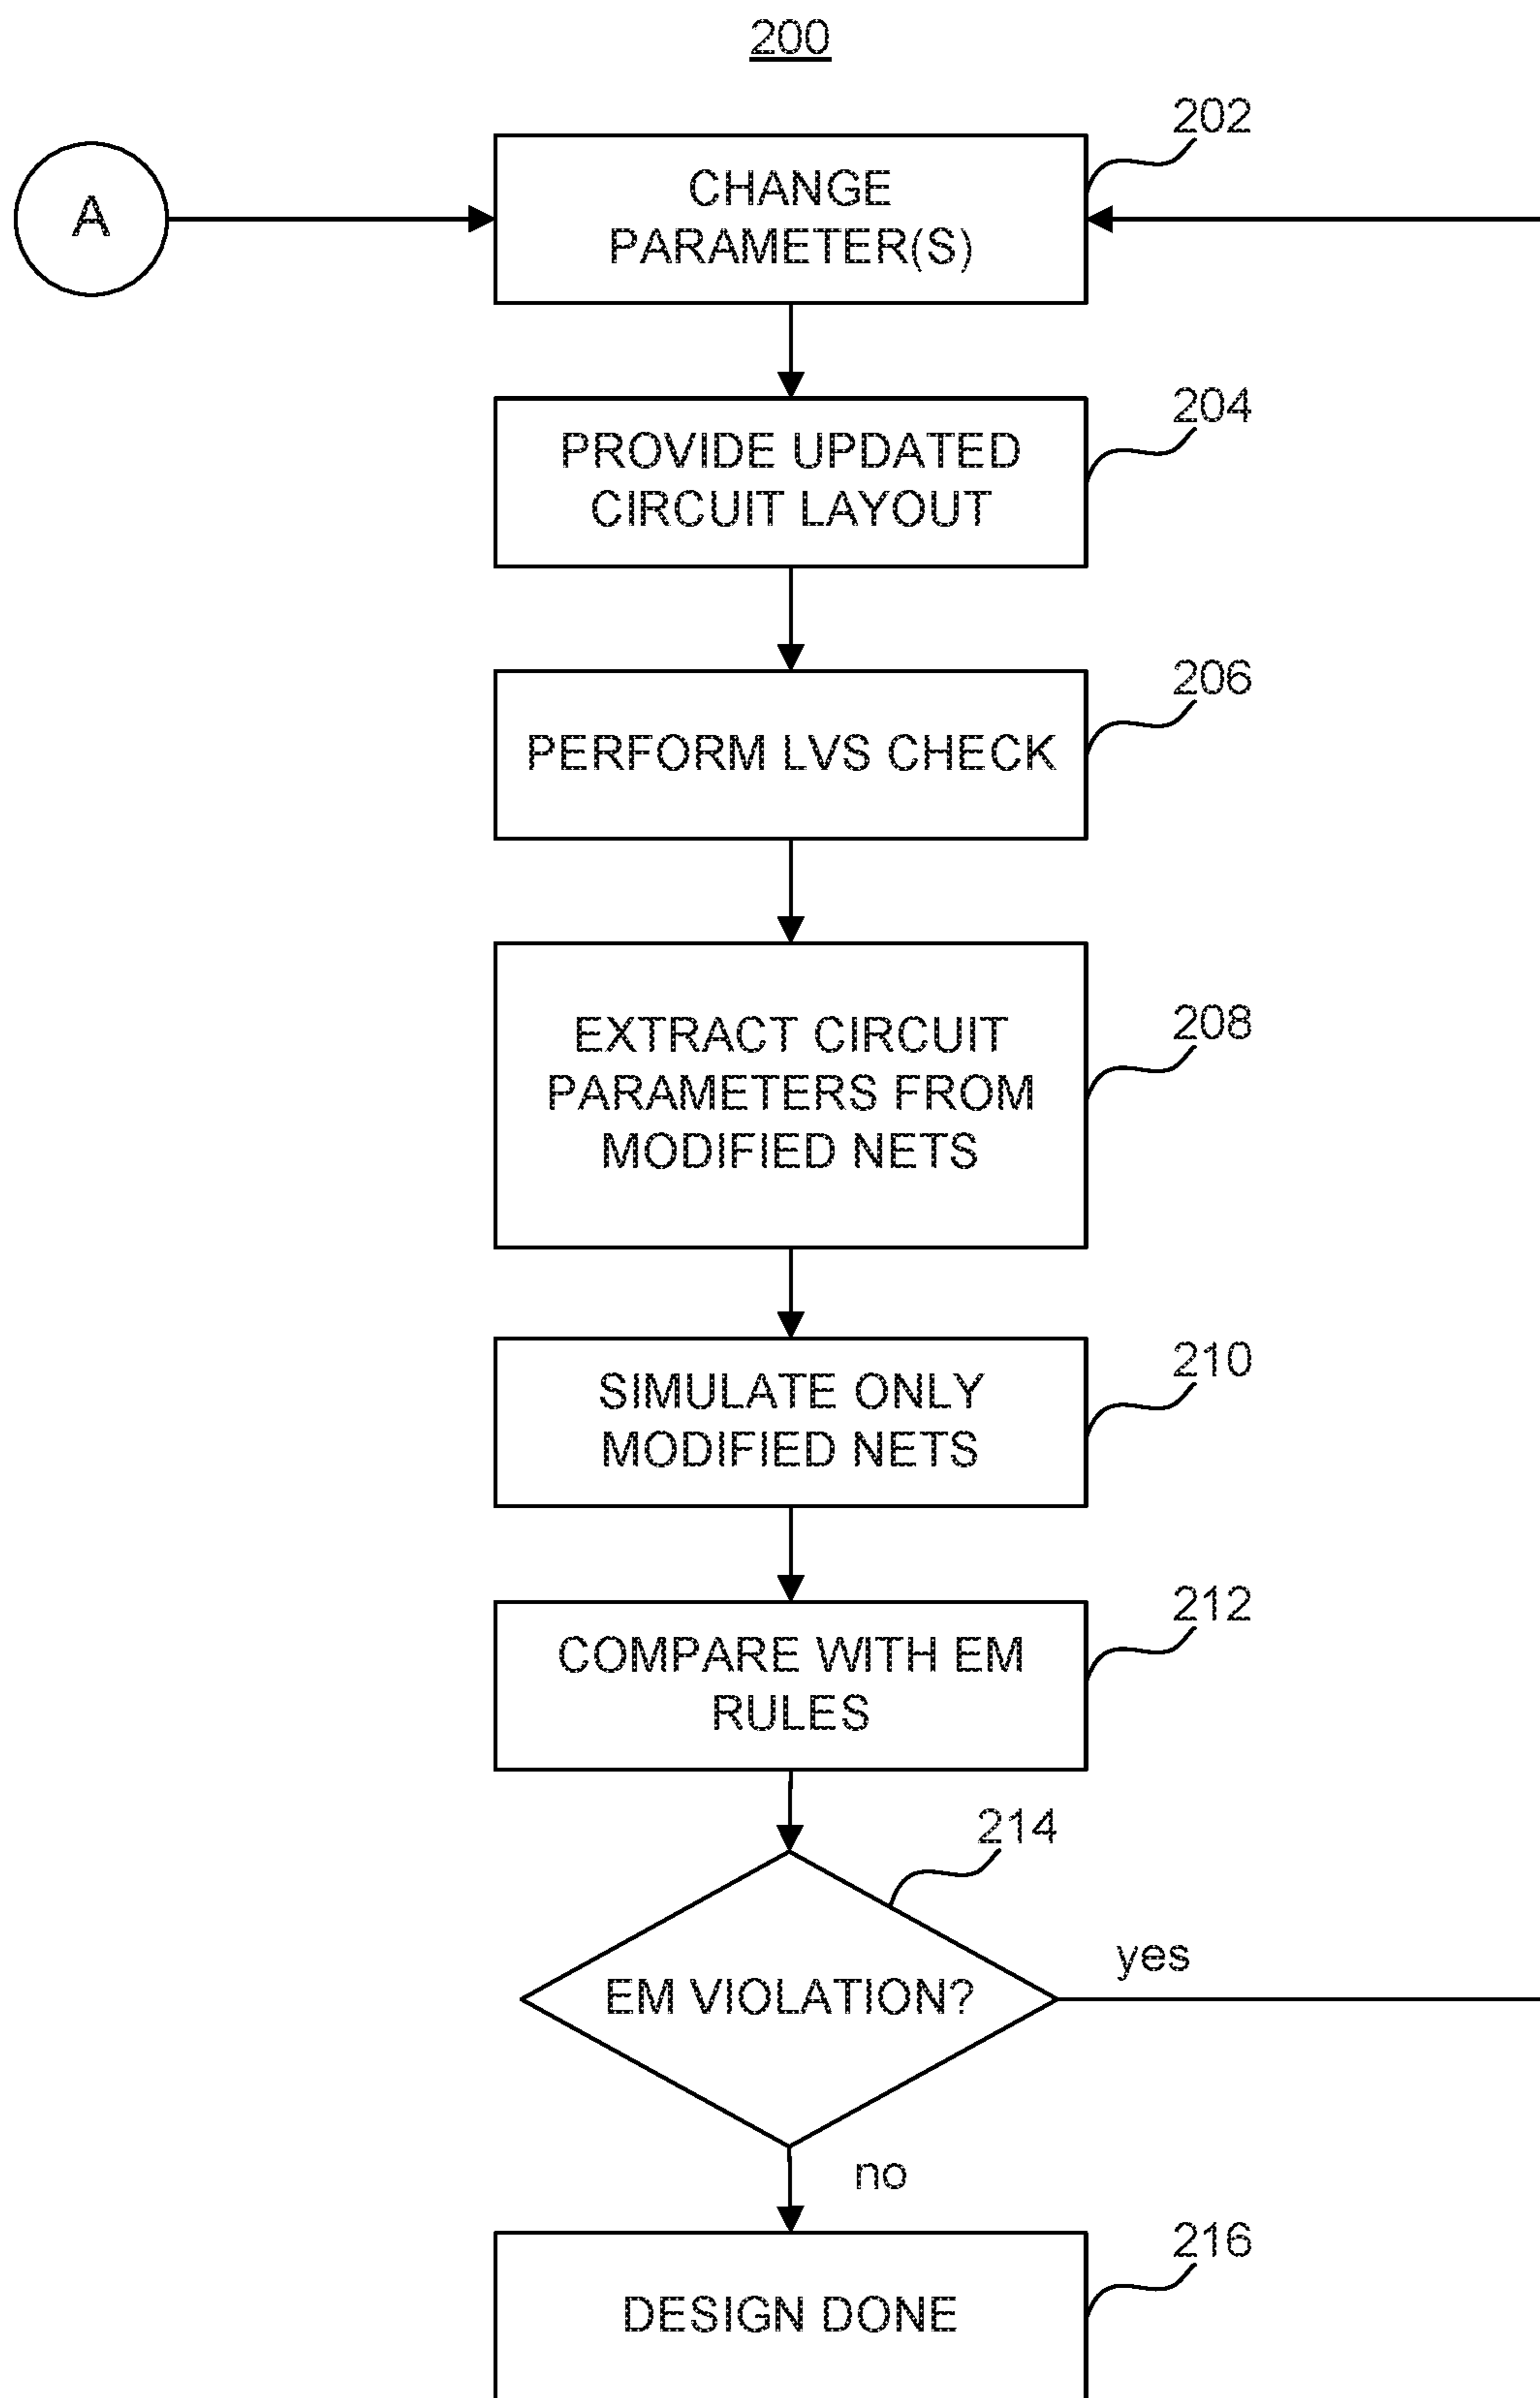 200
202
A
CHANGE
PARAMETER(S)
204
PROVIDE UPDATED
CIRCUIT LAYOUT
206
PERFORM LVS CHECK
208
EXTRACT CIRCUIT
PARAMETERS FROM
MODIFIED NETS
210
SIMULATE ONLY
MODIFIED NETS
212
COMPARE WITH EM
RULES
214
EM VIOLATION?
yes
no
216
DESIGN DONE